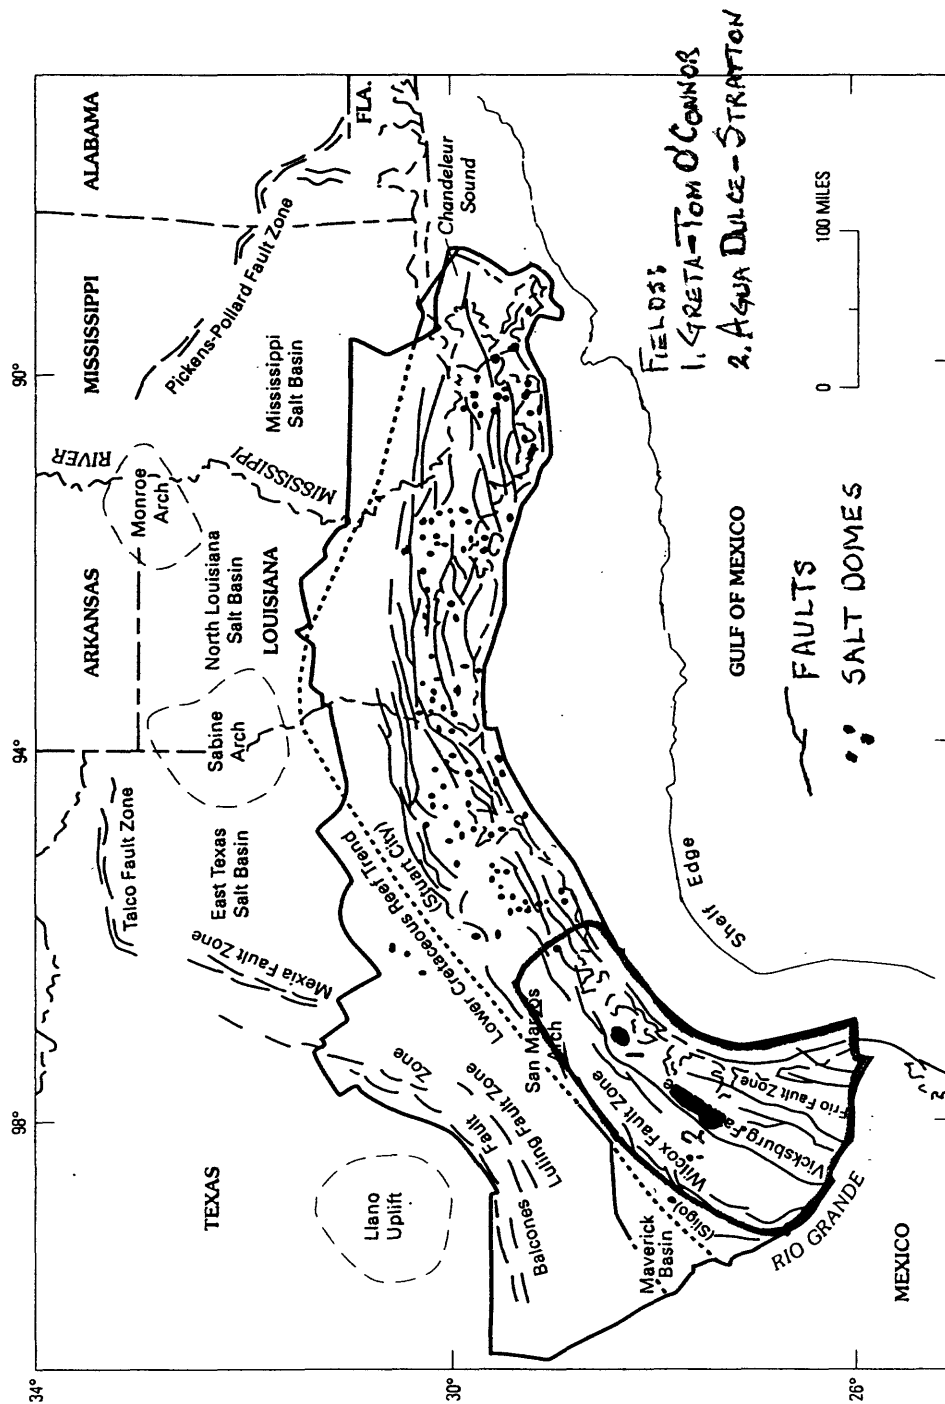 34°
30°
26°
98°
94°
90°
TEXAS
ARKANSAS
MISSISSIPPI
ALABAMA
FLA.
LOUISIANA
MEXICO
GULF OF MEXICO
Talco Fault Zone
Mexia Fault Zone
East Texas
Salt Basin
Sabine
Arch
North Louisiana
Salt Basin
Monroe
Arch
MISSISSIPPI
RIVER
Mississippi
Salt Basin
Pickens-Pollard Fault Zone
Chandeleur
Sound
Llano
Uplift
Balcones
Fault
Zone
Luling Fault Zone
Lower Cretaceous Reef Trend
(Stuart City)
San Marcos
Arch
Maverick
Basin
(Sligo)
Wilcox Fault Zone
Vicksburg Fa
Frio Fault Zone
RIO GRANDE
Shelf Edge
FIELDS:
1. GRETA-TOM O'CONNOR
2. AGUA DULCE-STRATTON
0
100 MILES
FAULTS
SALT DOMES